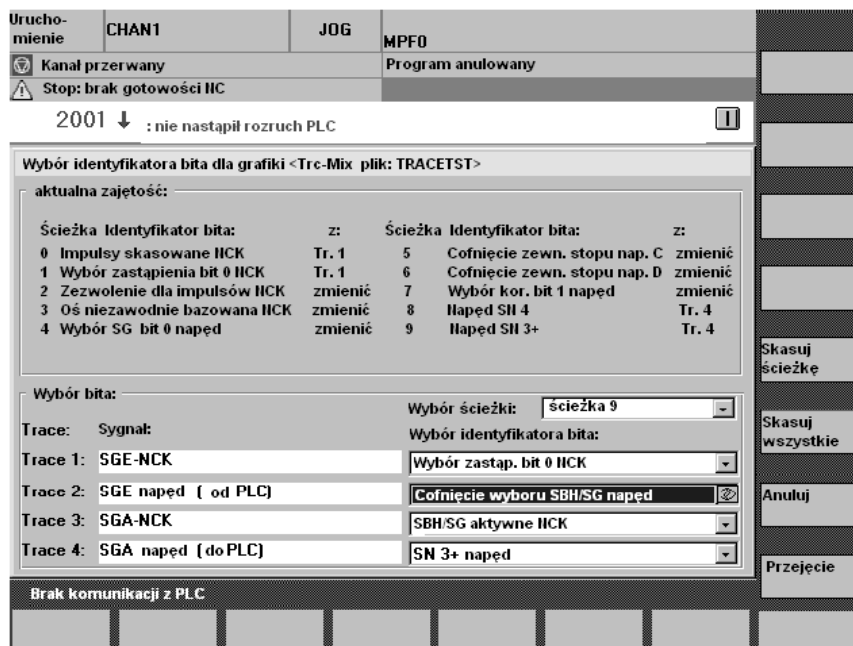 Urucho-
mienie
CHAN1
JOG
MPF0
Kanał przerwany
Program anulowany
Stop: brak gotowości NC
2001 ↓ : nie nastąpił rozruch PLC
Wybór identyfikatora bita dla grafiki <Trc-Mix plik: TRACETST>
aktualna zajętość:
Ścieżka Identyfikator bita: z: Ścieżka Identyfikator bita: z:
0 Impulsy skasowane NCK Tr. 1 5 Cofnięcie zewn. stopu nap. C zmienić
1 Wybór zastąpienia bit 0 NCK Tr. 1 6 Cofnięcie zewn. stopu nap. D zmienić
2 Zezwolenie dla impulsów NCK zmienić 7 Wybór kor. bit 1 napęd zmienić
3 Oś niezawodnie bazowana NCK zmienić 8 Napęd SN 4 Tr. 4
4 Wybór SG bit 0 napęd zmienić 9 Napęd SN 3+ Tr. 4
Wybór bita:
Wybór ścieżki: ścieżka 9
Trace: Sygnał: Wybór identyfikatora bita:
Trace 1: SGE-NCK Wybór zastąp. bit 0 NCK
Trace 2: SGE napęd ( od PLC) Cofnięcie wyboru SBH/SG napęd
Trace 3: SGA-NCK SBH/SG aktywne NCK
Trace 4: SGA napęd (do PLC) SN 3+ napęd
Skasuj
ścieżkę
Skasuj
wszystkie
Anuluj
Przejęcie
Brak komunikacji z PLC